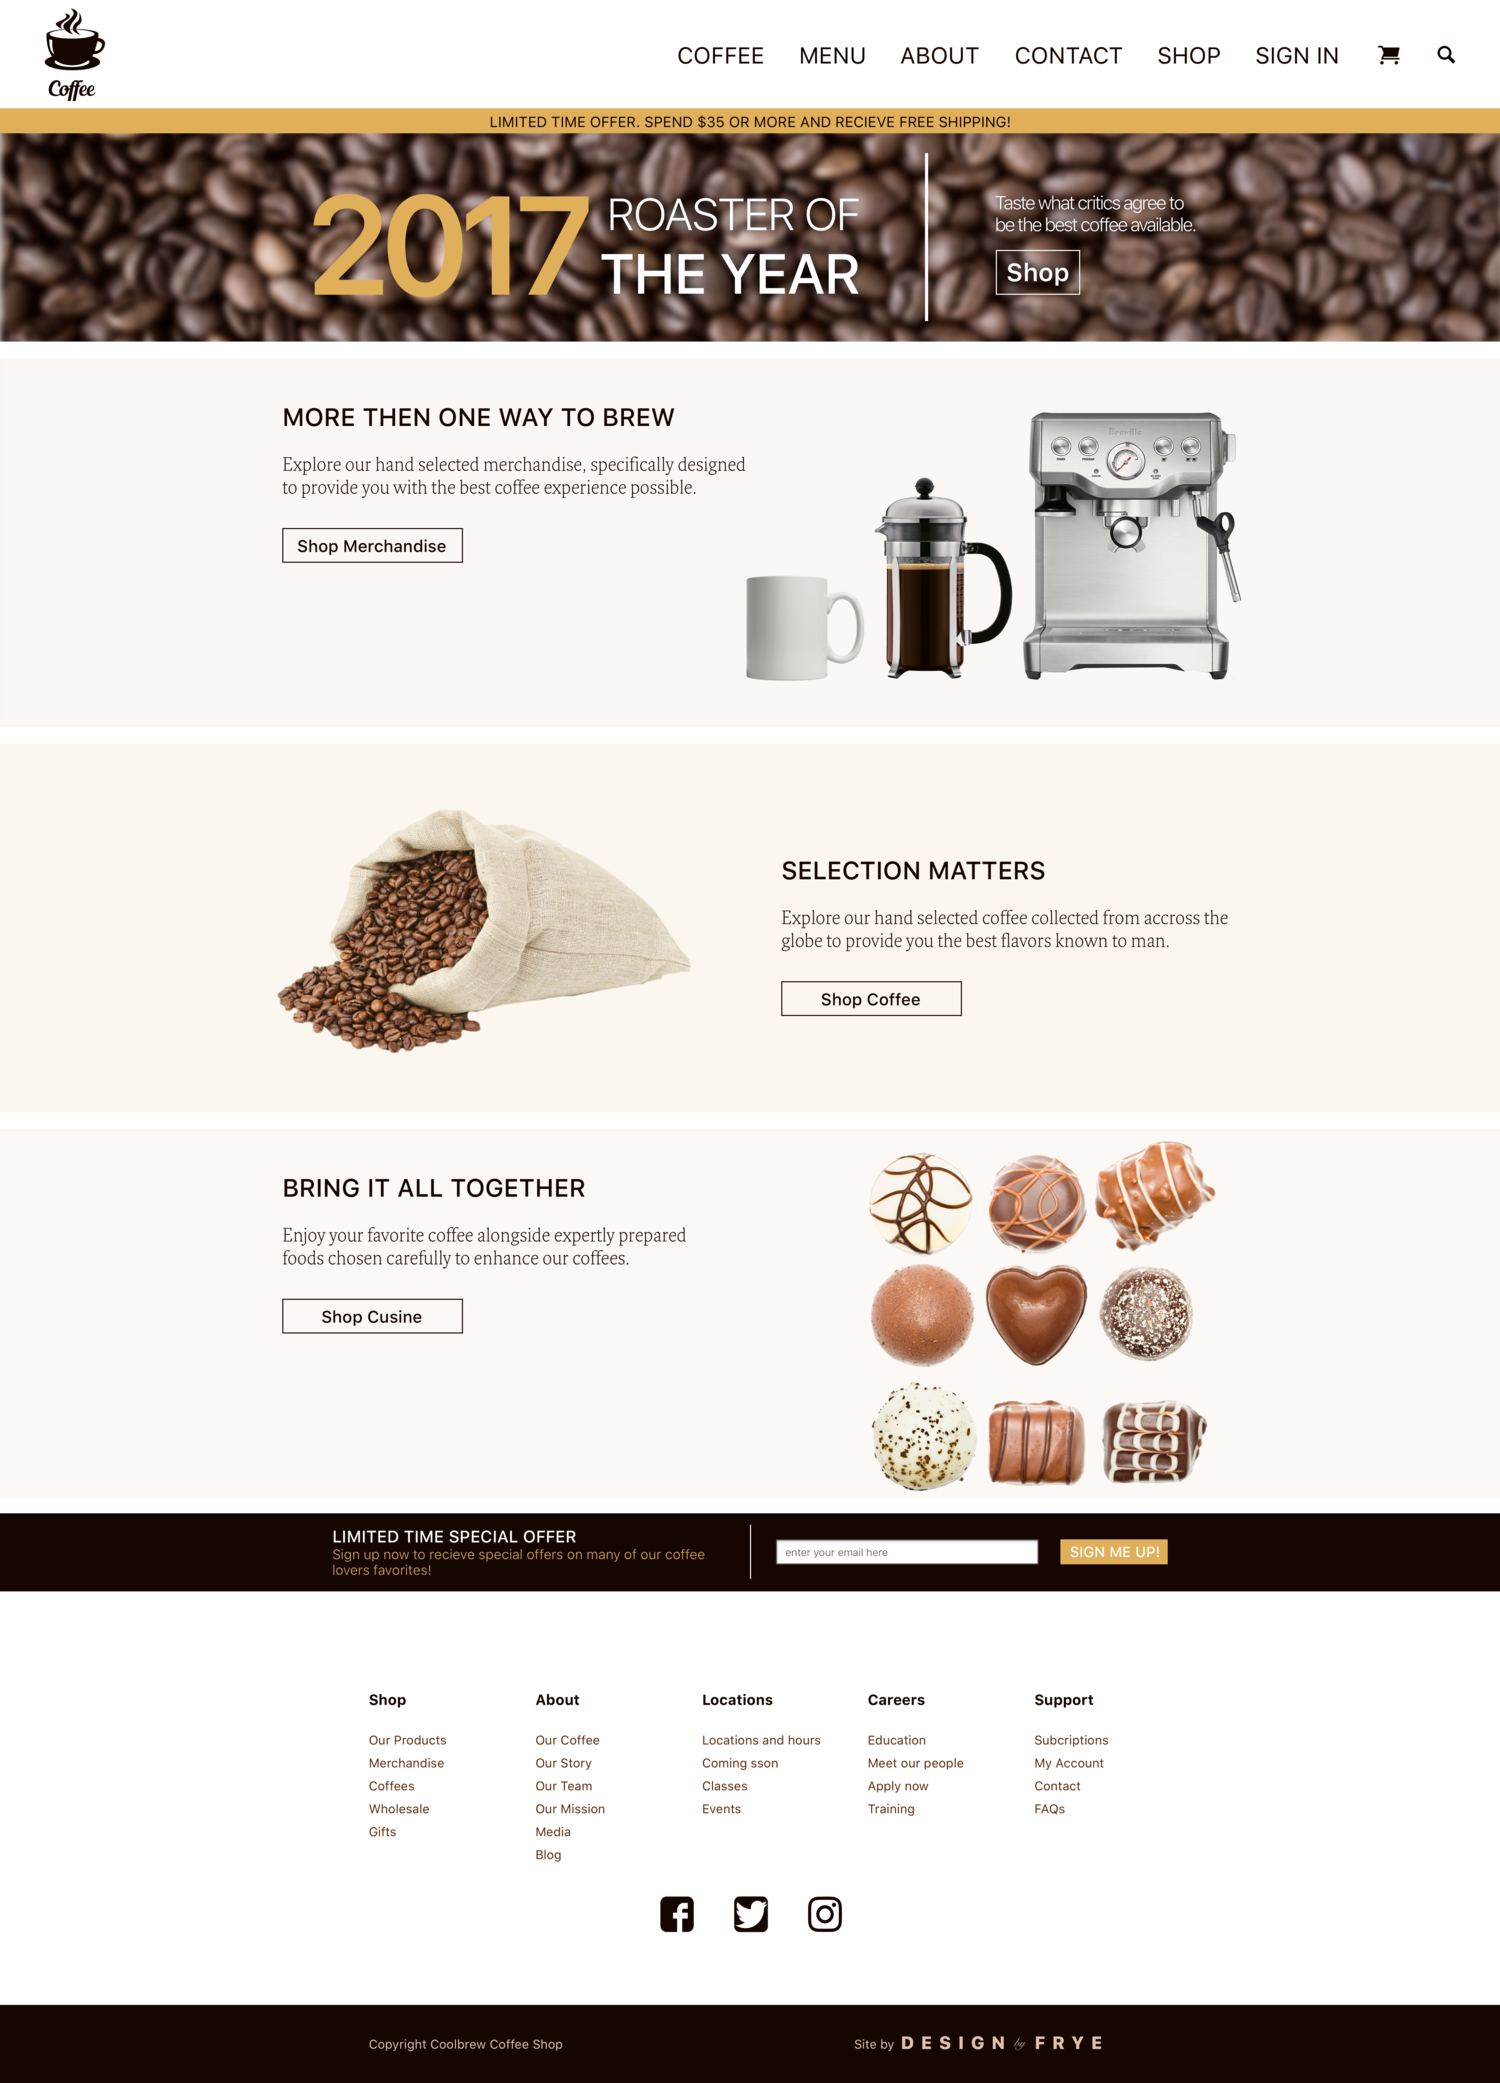 Coffee
COFFEE MENU ABOUT CONTACT SHOP SIGN IN
LIMITED TIME OFFER. SPEND $35 OR MORE AND RECIEVE FREE SHIPPING!
2017 ROASTER OF
THE YEAR
Taste what critics agree to
be the best coffee available.
Shop
MORE THEN ONE WAY TO BREW
Explore our hand selected merchandise, specifically designed
to provide you with the best coffee experience possible.
Shop Merchandise
Breville
SELECTION MATTERS
Explore our hand selected coffee collected from accross the
globe to provide you the best flavors known to man.
Shop Coffee
BRING IT ALL TOGETHER
Enjoy your favorite coffee alongside expertly prepared
foods chosen carefully to enhance our coffees.
Shop Cusine
LIMITED TIME SPECIAL OFFER
Sign up now to recieve special offers on many of our coffee
lovers favorites!
enter your email here
SIGN ME UP!
Shop
Our Products
Merchandise
Coffees
Wholesale
Gifts
About
Our Coffee
Our Story
Our Team
Our Mission
Media
Blog
Locations
Locations and hours
Coming sson
Classes
Events
Careers
Education
Meet our people
Apply now
Training
Support
Subcriptions
My Account
Contact
FAQs
Copyright Coolbrew Coffee Shop
Site by DESIGN by FRYE